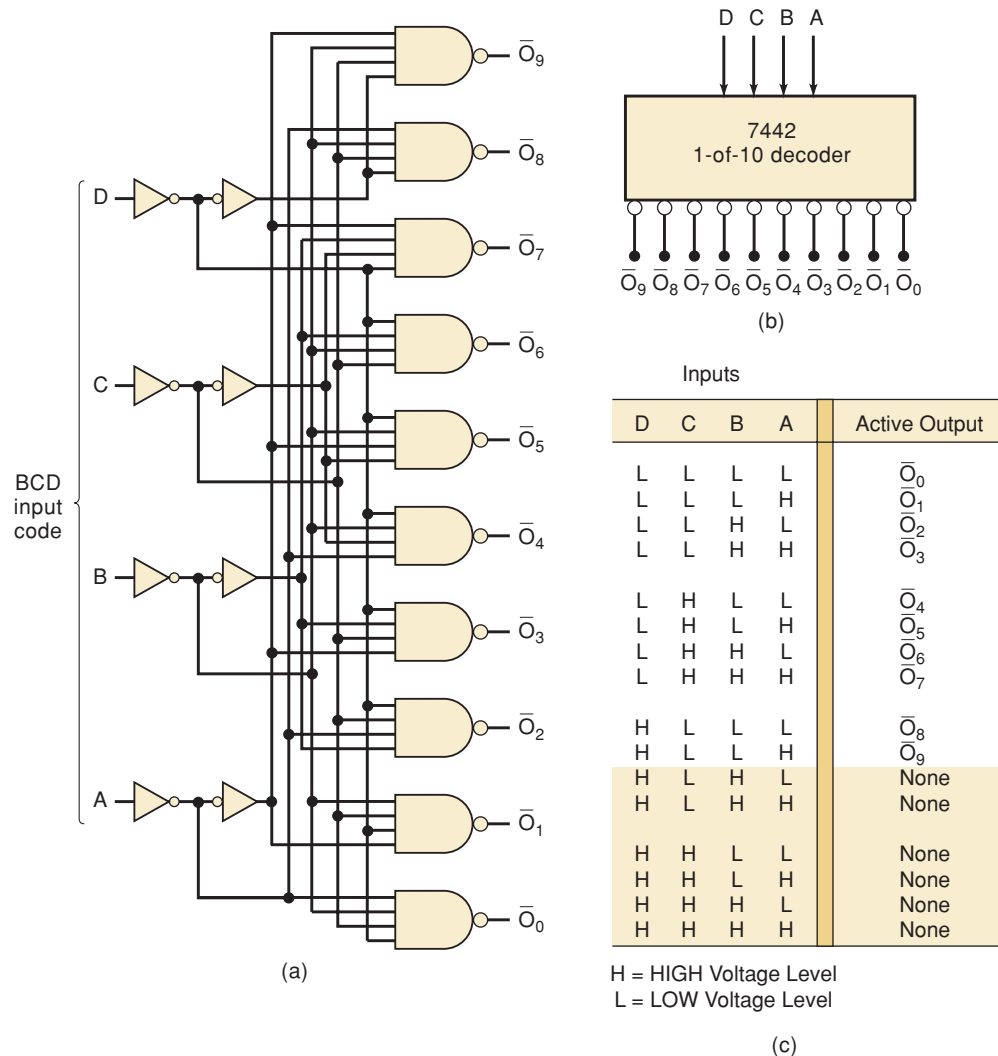 D
C
BCD
input
code
B
A
O̅9
O̅8
O̅7
O̅6
O̅5
O̅4
O̅3
O̅2
O̅1
O̅0
(a)
D C B A
7442
1-of-10 decoder
O̅9 O̅8 O̅7 O̅6 O̅5 O̅4 O̅3 O̅2 O̅1 O̅0
(b)
Inputs
D C B A Active Output
L L L L O̅0
L L L H O̅1
L L H L O̅2
L L H H O̅3
L H L L O̅4
L H L H O̅5
L H H L O̅6
L H H H O̅7
H L L L O̅8
H L L H O̅9
H L H L None
H L H H None
H H L L None
H H L H None
H H H L None
H H H H None
H = HIGH Voltage Level
L = LOW Voltage Level
(c)